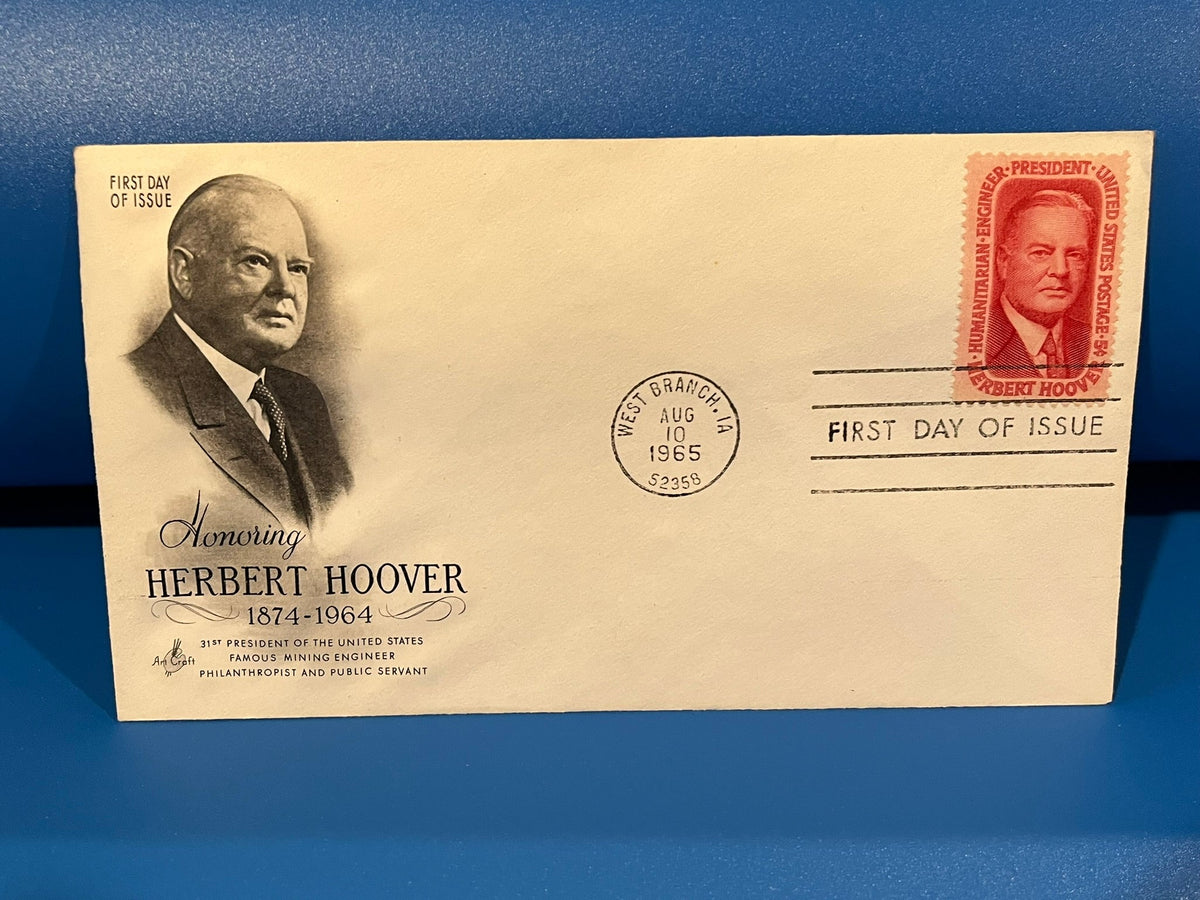 FIRST DAY
OF ISSUE
Honoring
HERBERT HOOVER
1874-1964
31ST PRESIDENT OF THE UNITED STATES
FAMOUS MINING ENGINEER
PHILANTHROPIST AND PUBLIC SERVANT
Art Craft
WEST BRANCH, IA
AUG
10
1965
52358
HUMANITARIAN·ENGINEER·PRESIDENT·UNITED STATES POSTAGE·5¢
HERBERT HOOVER
FIRST DAY OF ISSUE